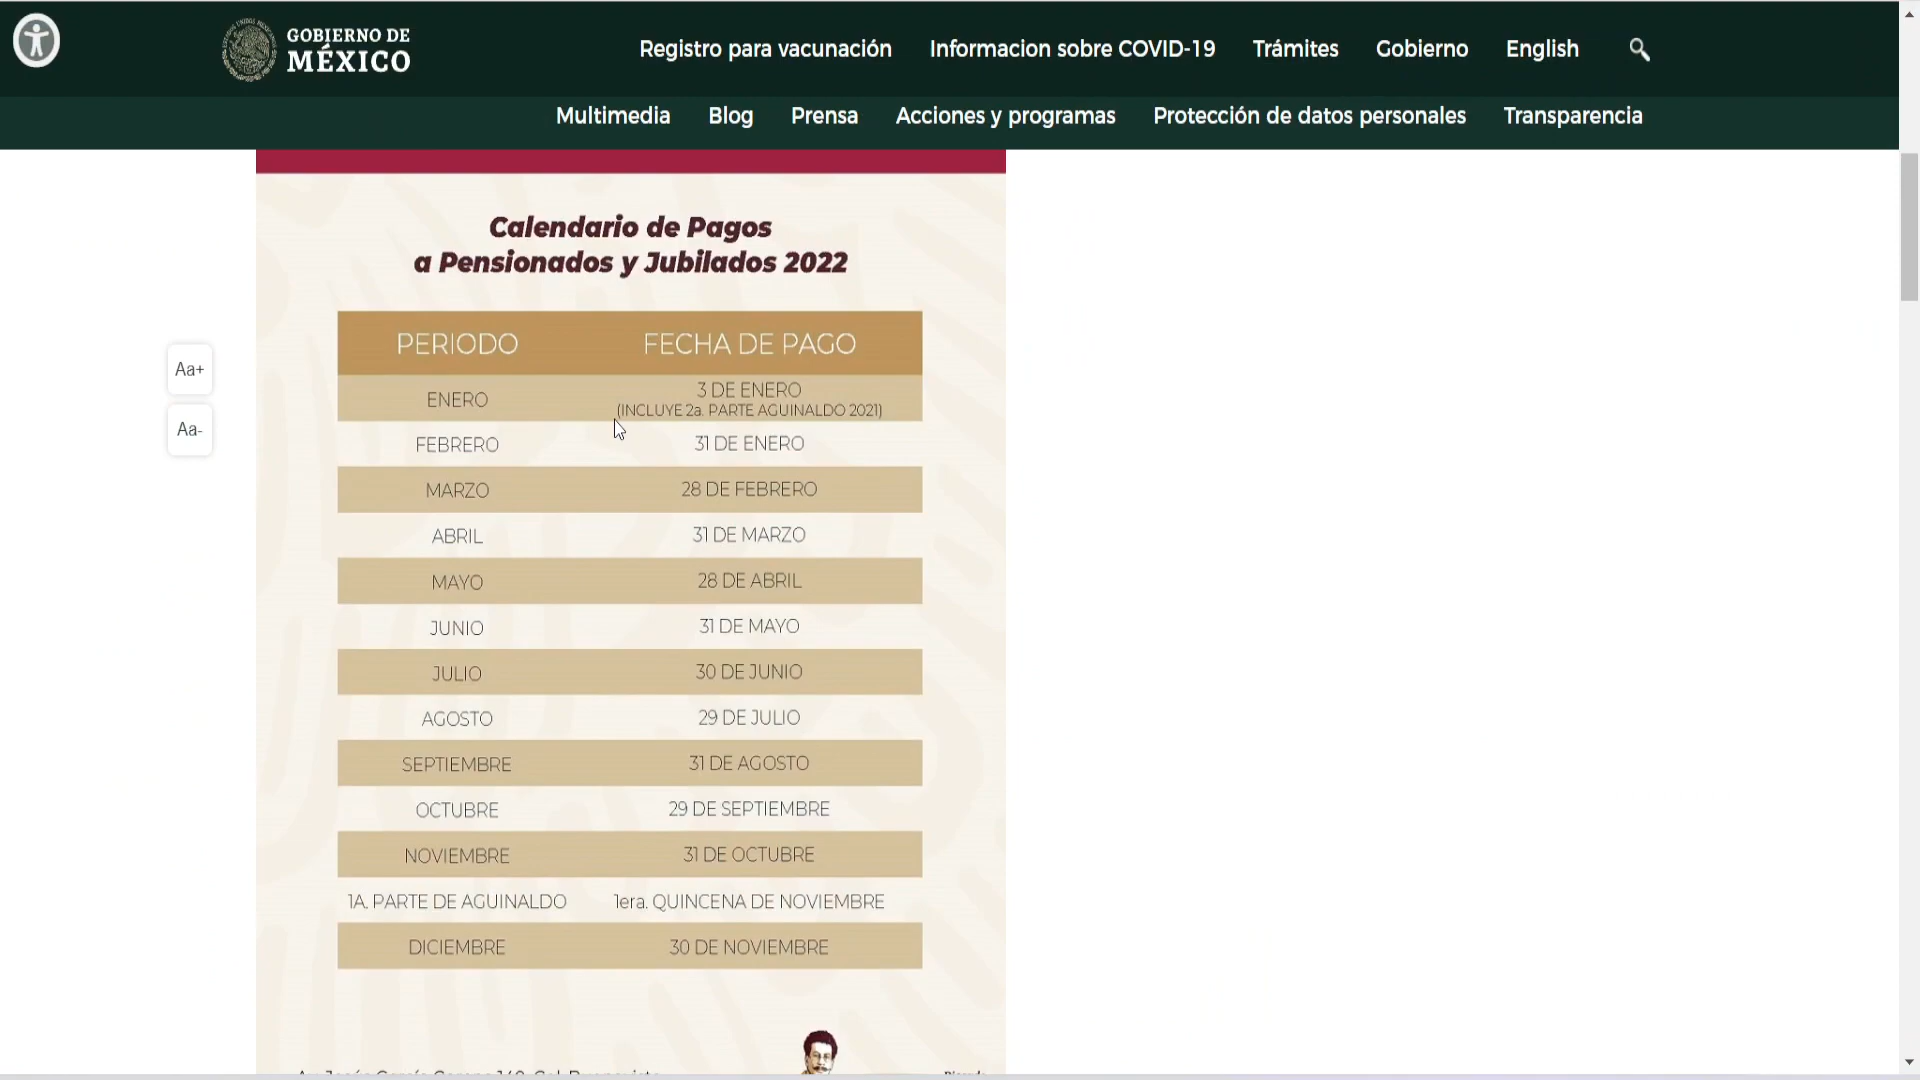 GOBIERNO DE
MÉXICO
Registro para vacunación Informacion sobre COVID-19 Trámites Gobierno English
Multimedia Blog Prensa Acciones y programas Protección de datos personales Transparencia
Calendario de Pagos
a Pensionados y Jubilados 2022
Aa+
Aa-
PERIODO FECHA DE PAGO
ENERO 3 DE ENERO
(INCLUYE 2a. PARTE AGUINALDO 2021)
FEBRERO 31 DE ENERO
MARZO 28 DE FEBRERO
ABRIL 31 DE MARZO
MAYO 28 DE ABRIL
JUNIO 31 DE MAYO
JULIO 30 DE JUNIO
AGOSTO 29 DE JULIO
SEPTIEMBRE 31 DE AGOSTO
OCTUBRE 29 DE SEPTIEMBRE
NOVIEMBRE 31 DE OCTUBRE
1A. PARTE DE AGUINALDO 1era. QUINCENA DE NOVIEMBRE
DICIEMBRE 30 DE NOVIEMBRE